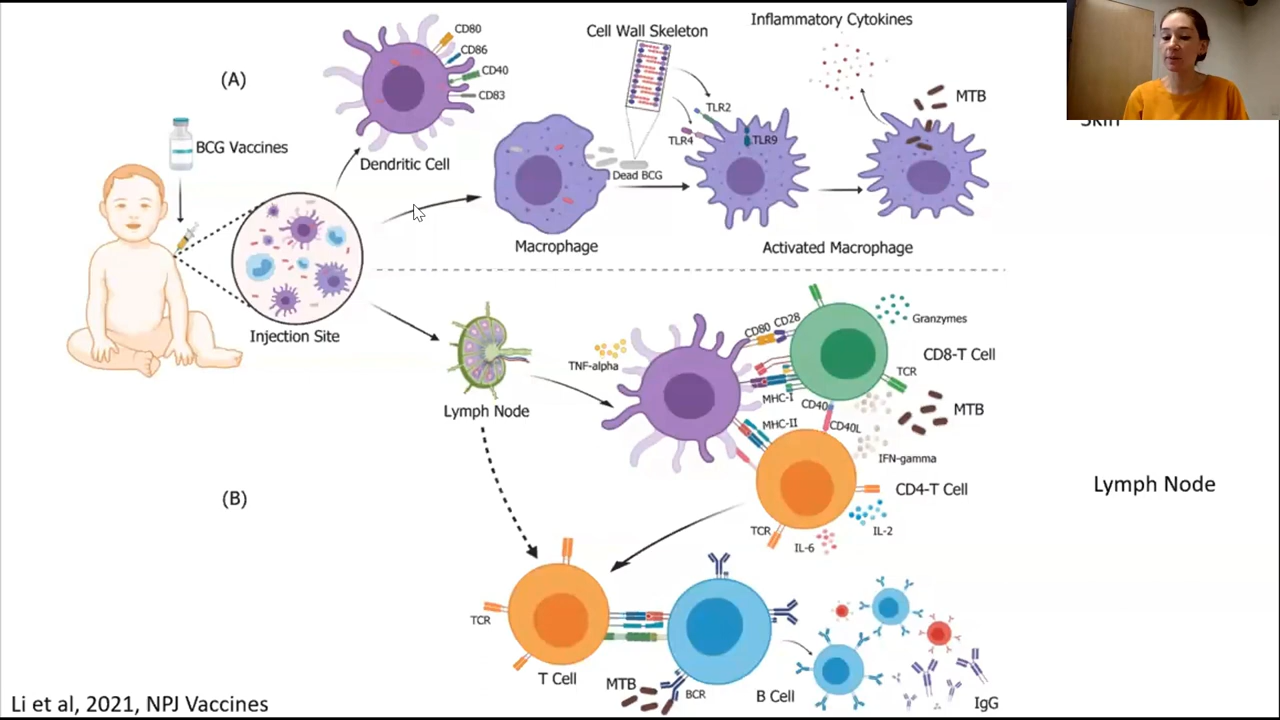 (A)
BCG Vaccines
Injection Site
CD80
CD86
CD40
CD83
Dendritic Cell
Macrophage
Cell Wall Skeleton
Dead BCG
TLR2
TLR4
TLR9
Activated Macrophage
Inflammatory Cytokines
MTB
Skin
(B)
Lymph Node
TNF-alpha
CD80
CD28
Granzymes
CD8-T Cell
TCR
MHC-I
CD40
MTB
MHC-II
CD40L
IFN-gamma
CD4-T Cell
TCR
IL-2
IL-6
Lymph Node
TCR
T Cell
MTB
BCR
B Cell
IgG
Li et al, 2021, NPJ Vaccines